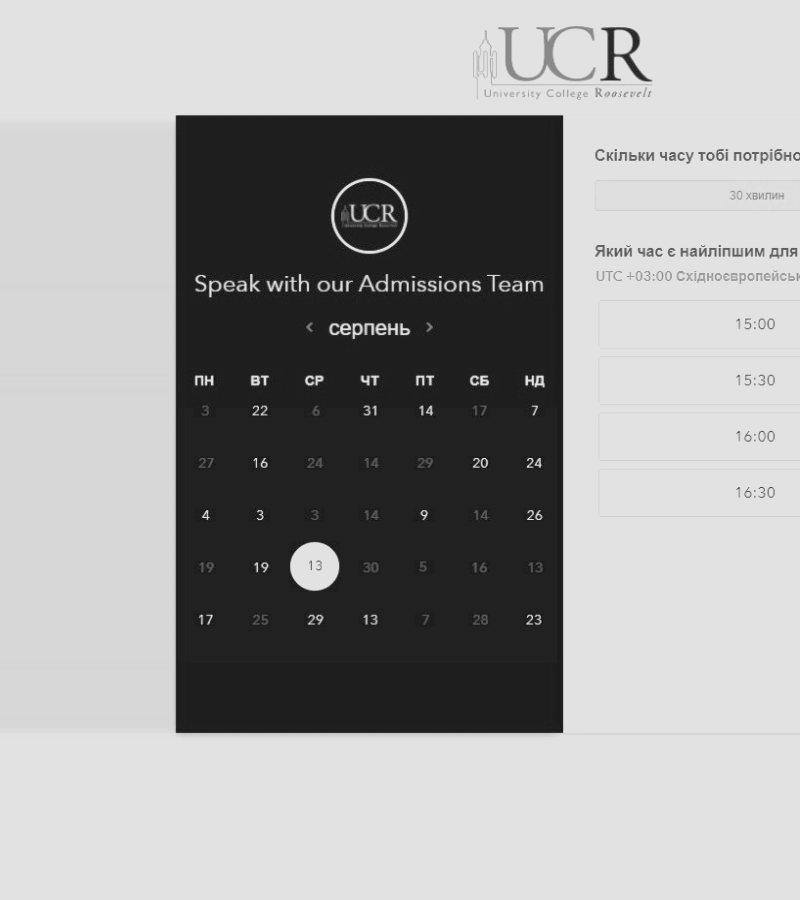 UCR
University College Roosevelt
UCR
Speak with our Admissions Team
< серпень >
ПН ВТ СР ЧТ ПТ СБ НД
3 22 6 31 14 17 7
27 16 24 14 29 20 24
4 3 3 14 9 14 26
19 19 13 30 5 16 13
17 25 29 13 7 28 23
Скільки часу тобі потрібно
30 хвилин
Який час є найліпшим для
UTC +03:00 Східноєвропейськ
15:00
15:30
16:00
16:30